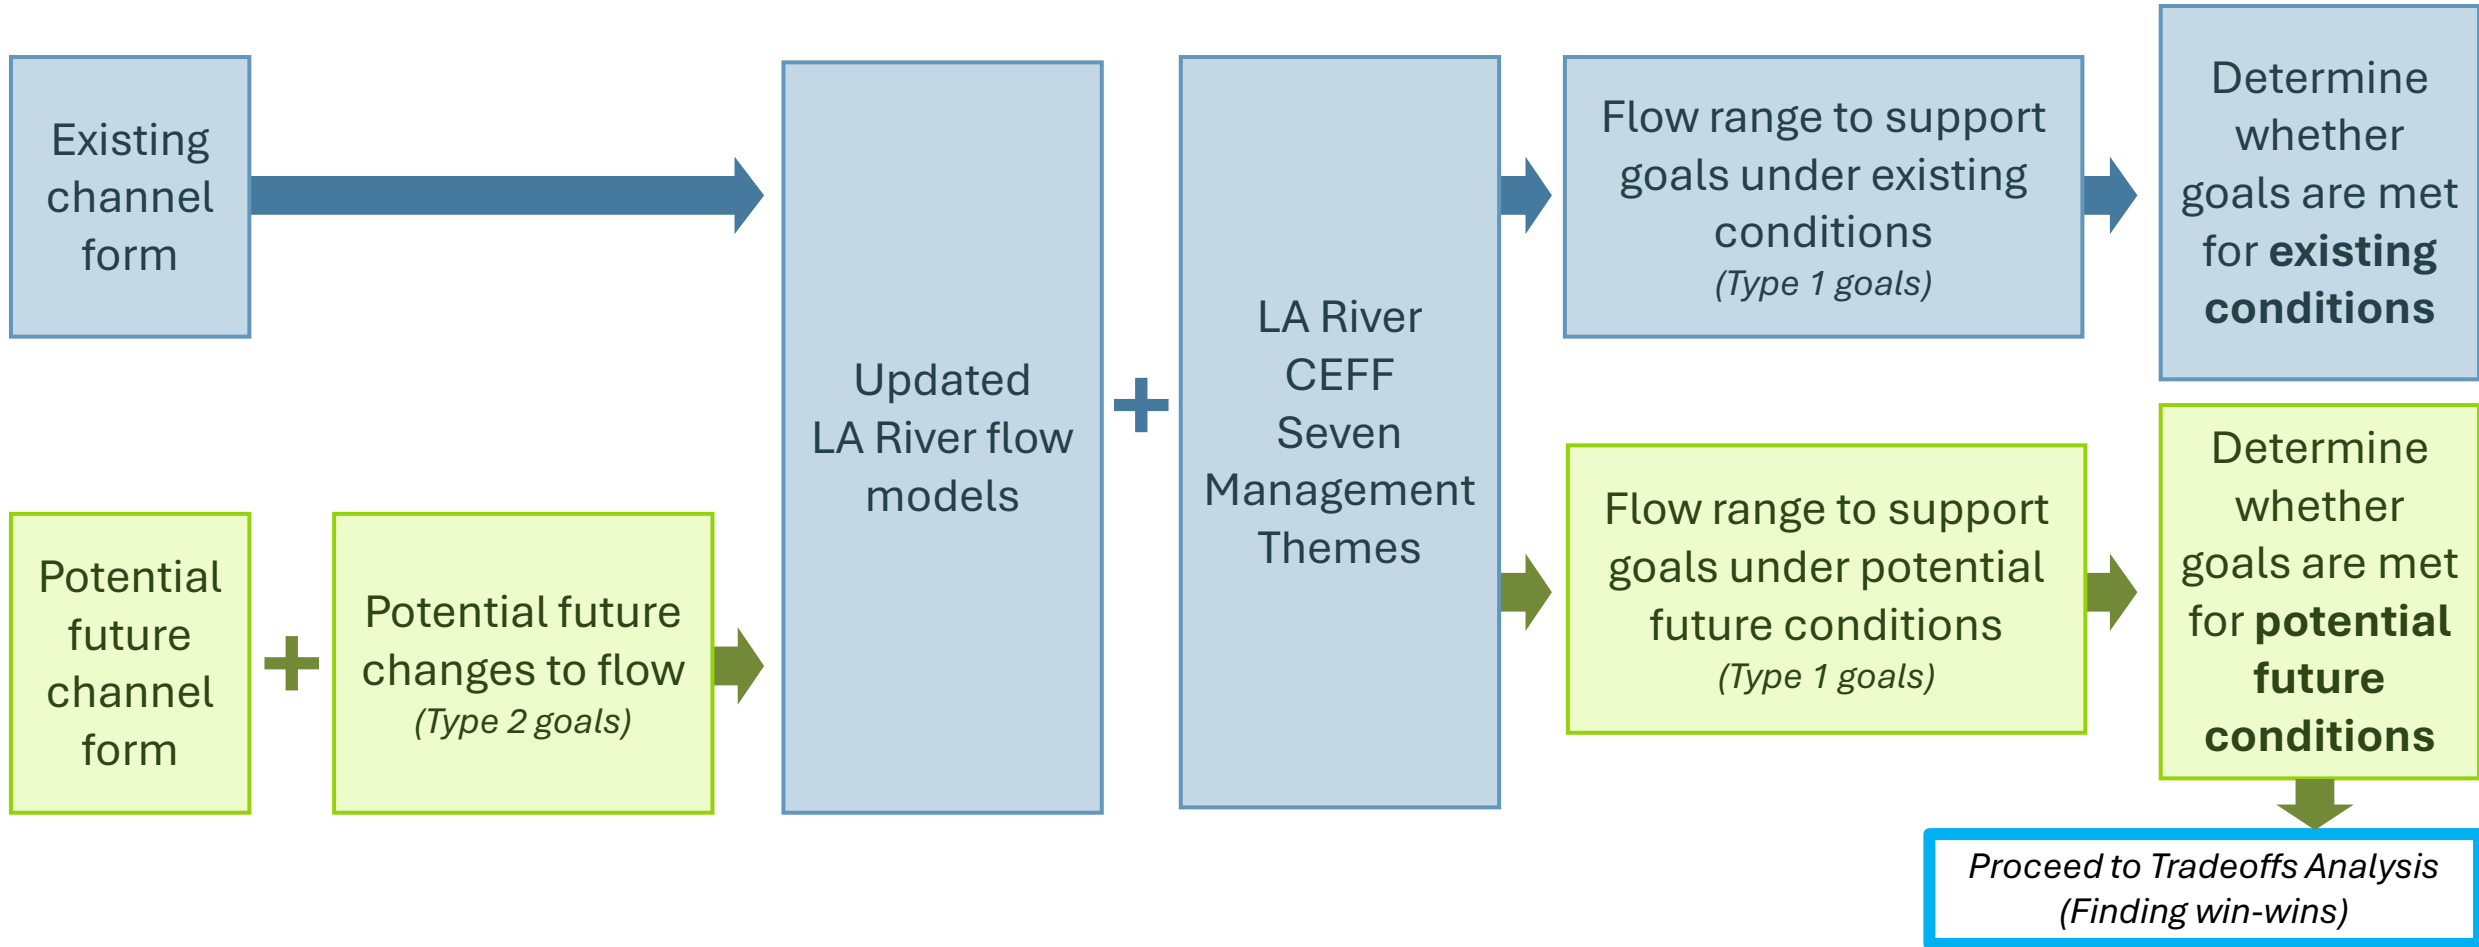 Existing
channel
form
Potential
future
channel
form
+
Potential future
changes to flow
(Type 2 goals)
Updated
LA River flow
models
+
LA River
CEFF
Seven
Management
Themes
Flow range to support
goals under existing
conditions
(Type 1 goals)
Determine
whether
goals are met
for existing
conditions
Flow range to support
goals under potential
future conditions
(Type 1 goals)
Determine
whether
goals are met
for potential
future
conditions
Proceed to Tradeoffs Analysis
(Finding win-wins)